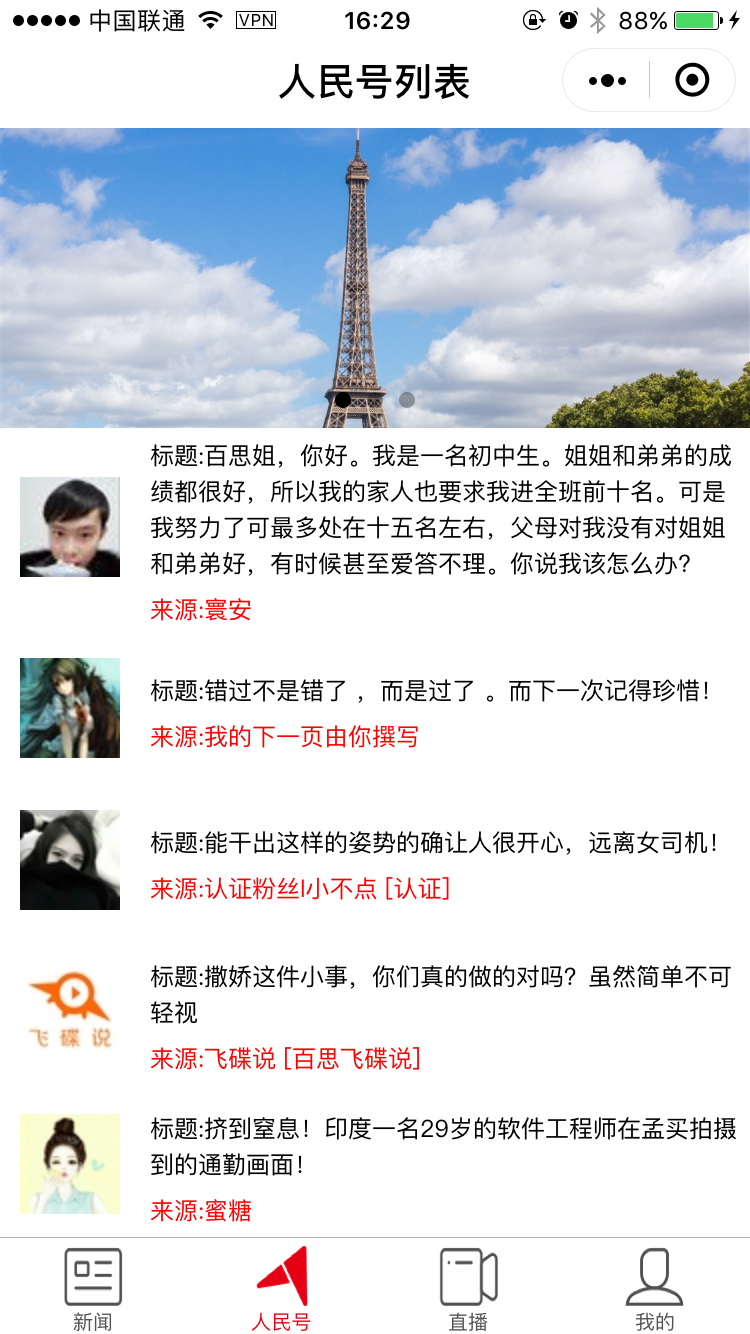 中国联通 VPN 16:29 88%
人民号列表
标题:百思姐，你好。我是一名初中生。姐姐和弟弟的成
绩都很好，所以我的家人也要求我进全班前十名。可是
我努力了可最多处在十五名左右，父母对我没有对姐姐
和弟弟好，有时候甚至爱答不理。你说我该怎么办?
来源:寰安
标题:错过不是错了 ，而是过了 。而下一次记得珍惜！
来源:我的下一页由你撰写
标题:能干出这样的姿势的确让人很开心，远离女司机！
来源:认证粉丝l小不点 [认证]
飞碟说
标题:撒娇这件小事，你们真的做的对吗？虽然简单不可
轻视
来源:飞碟说 [百思飞碟说]
标题:挤到窒息！印度一名29岁的软件工程师在孟买拍摄
到的通勤画面！
来源:蜜糖
新闻 人民号 直播 我的